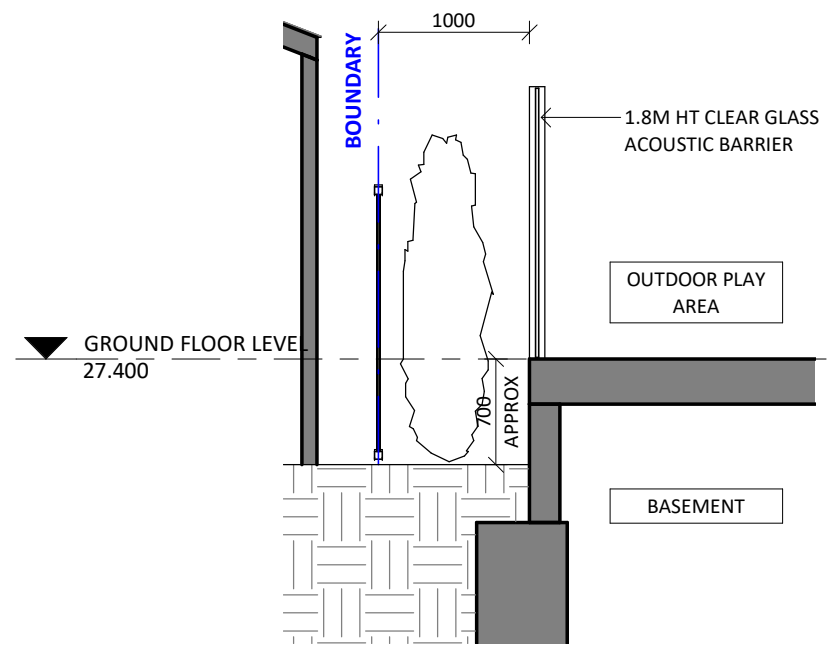 1000
BOUNDARY
1.8M HT CLEAR GLASS
ACOUSTIC BARRIER
OUTDOOR PLAY
AREA
GROUND FLOOR LEVEL
27.400
700
APPROX
BASEMENT